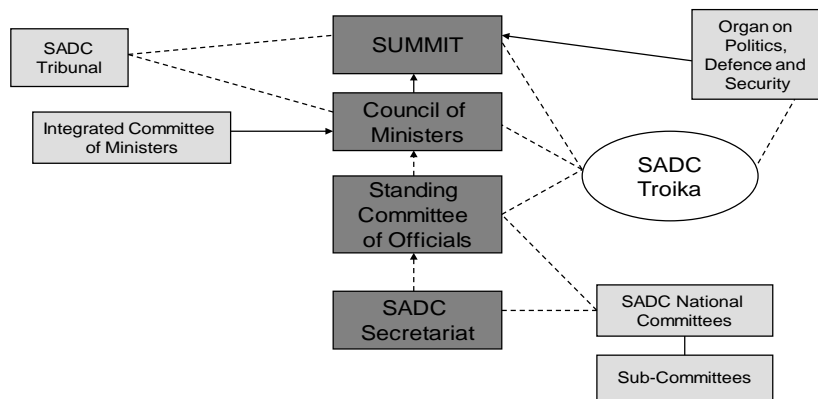 SADC
Tribunal
SUMMIT
Organ on
Politics,
Defence and
Security
Integrated Committee
of Ministers
Council of
Ministers
SADC
Troika
Standing
Committee
of Officials
SADC
Secretariat
SADC National
Committees
Sub-Committees